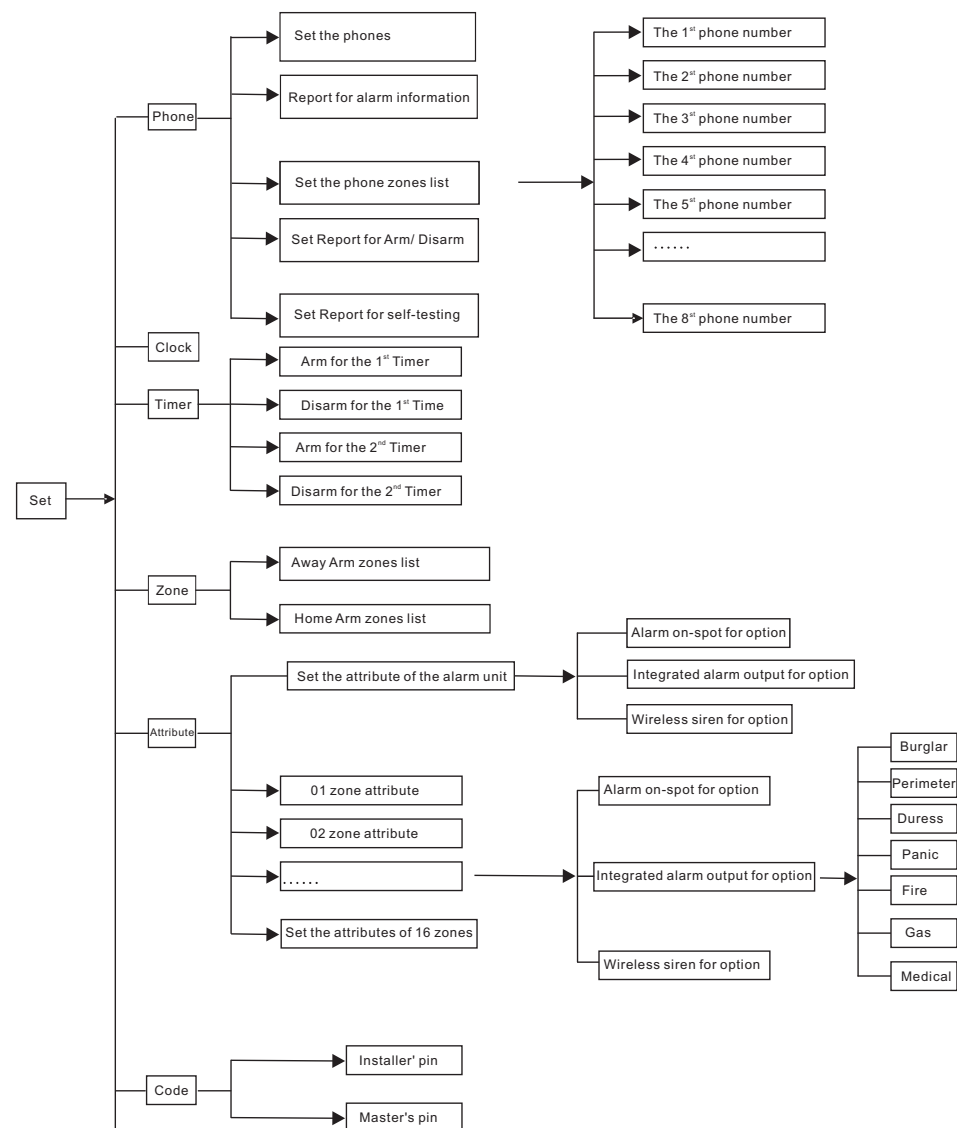 Set
Phone
Set the phones
Report for alarm information
Set the phone zones list
Set Report for Arm/ Disarm
Set Report for self-testing
The 1st phone number
The 2st phone number
The 3st phone number
The 4st phone number
The 5st phone number
......
The 8st phone number
Clock
Timer
Arm for the 1st Timer
Disarm for the 1st Time
Arm for the 2nd Timer
Disarm for the 2nd Timer
Zone
Away Arm zones list
Home Arm zones list
Attribute
Set the attribute of the alarm unit
Alarm on-spot for option
Integrated alarm output for option
Wireless siren for option
01 zone attribute
02 zone attribute
......
Set the attributes of 16 zones
Alarm on-spot for option
Integrated alarm output for option
Wireless siren for option
Burglar
Perimeter
Duress
Panic
Fire
Gas
Medical
Code
Installer' pin
Master's pin